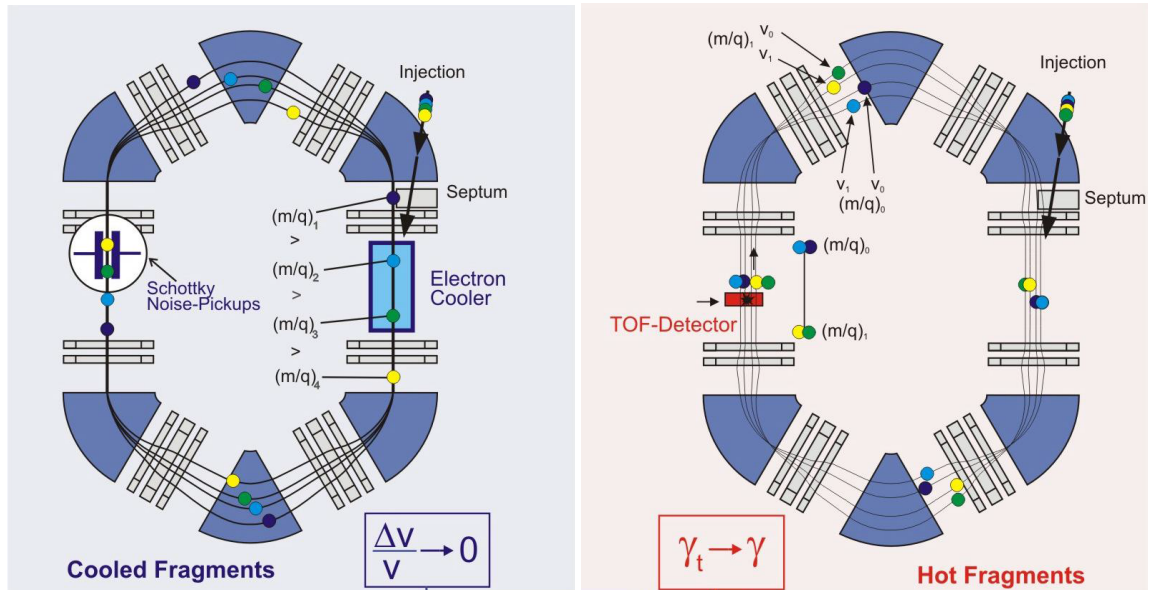 Injection
Septum
(m/q)₁
>
(m/q)₂
>
(m/q)₃
>
(m/q)₄
Electron
Cooler
Schottky
Noise-Pickups
Δv
v
→ 0
Cooled Fragments
v₀
(m/q)₁
v₁
Injection
Septum
v₁ v₀
(m/q)₀
(m/q)₀
TOF-Detector
(m/q)₁
γₜ → γ
Hot Fragments